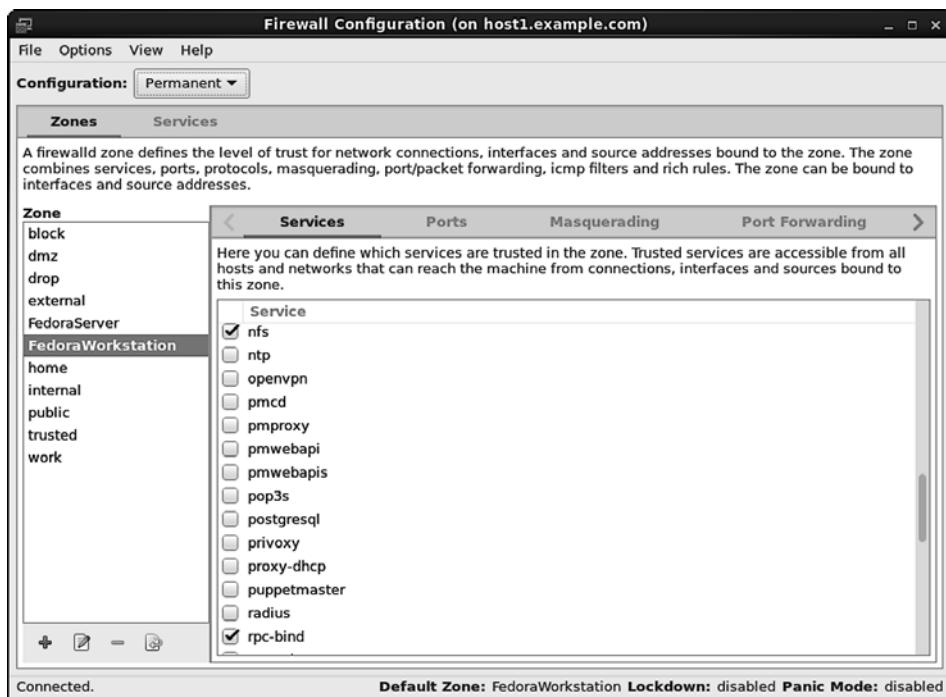 Firewall Configuration (on host1.example.com)
File Options View Help
Configuration: Permanent
Zones Services
A firewalld zone defines the level of trust for network connections, interfaces and source addresses bound to the zone. The zone
combines services, ports, protocols, masquerading, port/packet forwarding, icmp filters and rich rules. The zone can be bound to
interfaces and source addresses.
Zone
block
dmz
drop
external
FedoraServer
FedoraWorkstation
home
internal
public
trusted
work
Services Ports Masquerading Port Forwarding
Here you can define which services are trusted in the zone. Trusted services are accessible from all
hosts and networks that can reach the machine from connections, interfaces and sources bound to
this zone.
Service
nfs
ntp
openvpn
pmcd
pmproxy
pmwebapi
pmwebapis
pop3s
postgresql
privoxy
proxy-dhcp
puppetmaster
radius
rpc-bind
Connected.
Default Zone: FedoraWorkstation Lockdown: disabled Panic Mode: disabled